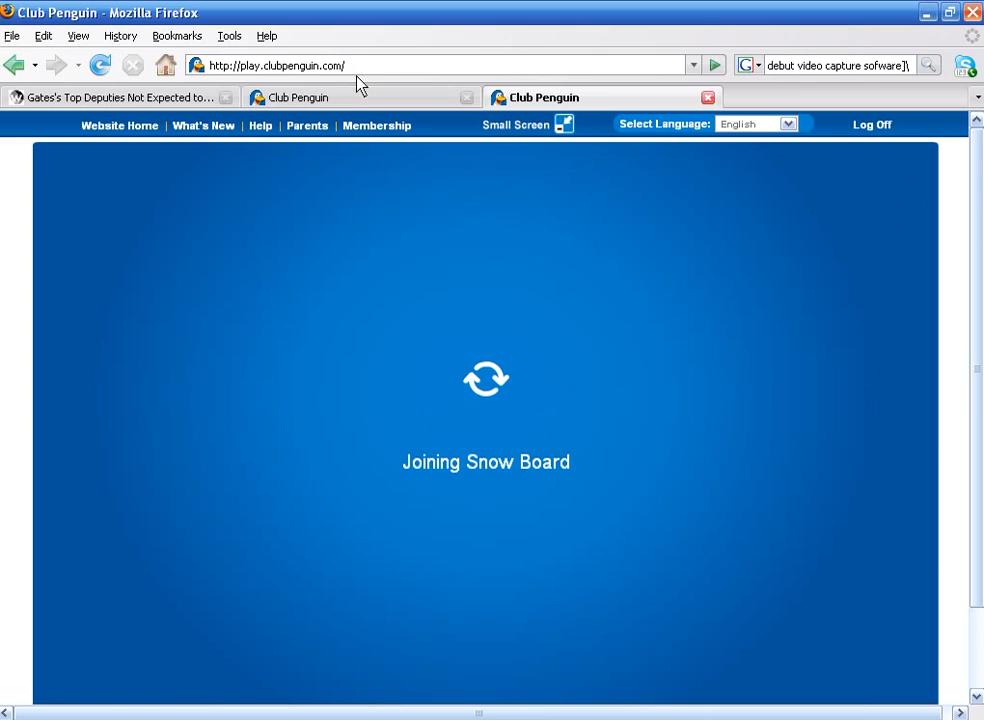 Club Penguin - Mozilla Firefox
File Edit View History Bookmarks Tools Help
http://play.clubpenguin.com/ G debut video capture sofware]\
Gates's Top Deputies Not Expected to... Club Penguin Club Penguin
Website Home | What's New | Help | Parents | Membership Small Screen Select Language: English Log Off
Joining Snow Board